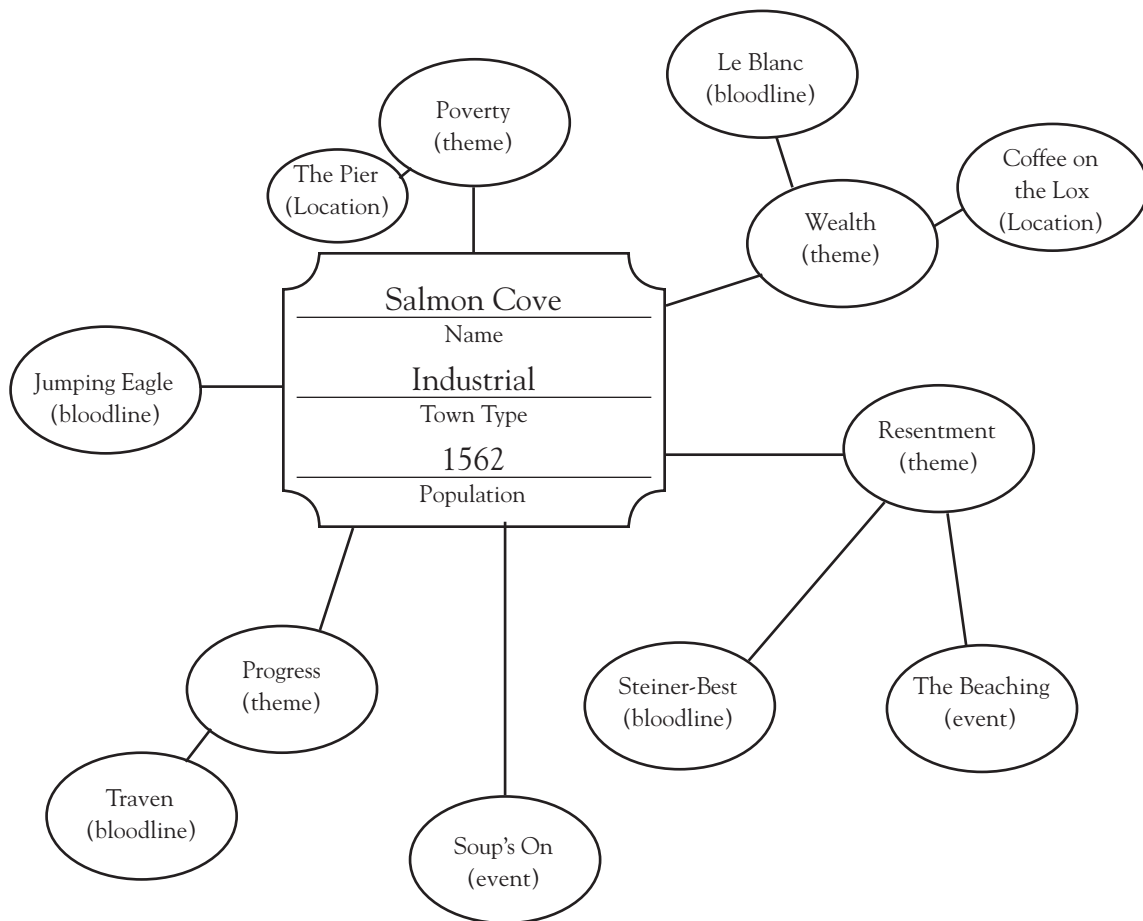 Le Blanc
(bloodline)
Poverty
(theme)
Coffee on
the Lox
(Location)
The Pier
(Location)
Wealth
(theme)
Salmon Cove
Name
Jumping Eagle
(bloodline)
Industrial
Town Type
Resentment
(theme)
1562
Population
Progress
(theme)
Steiner-Best
(bloodline)
The Beaching
(event)
Traven
(bloodline)
Soup's On
(event)